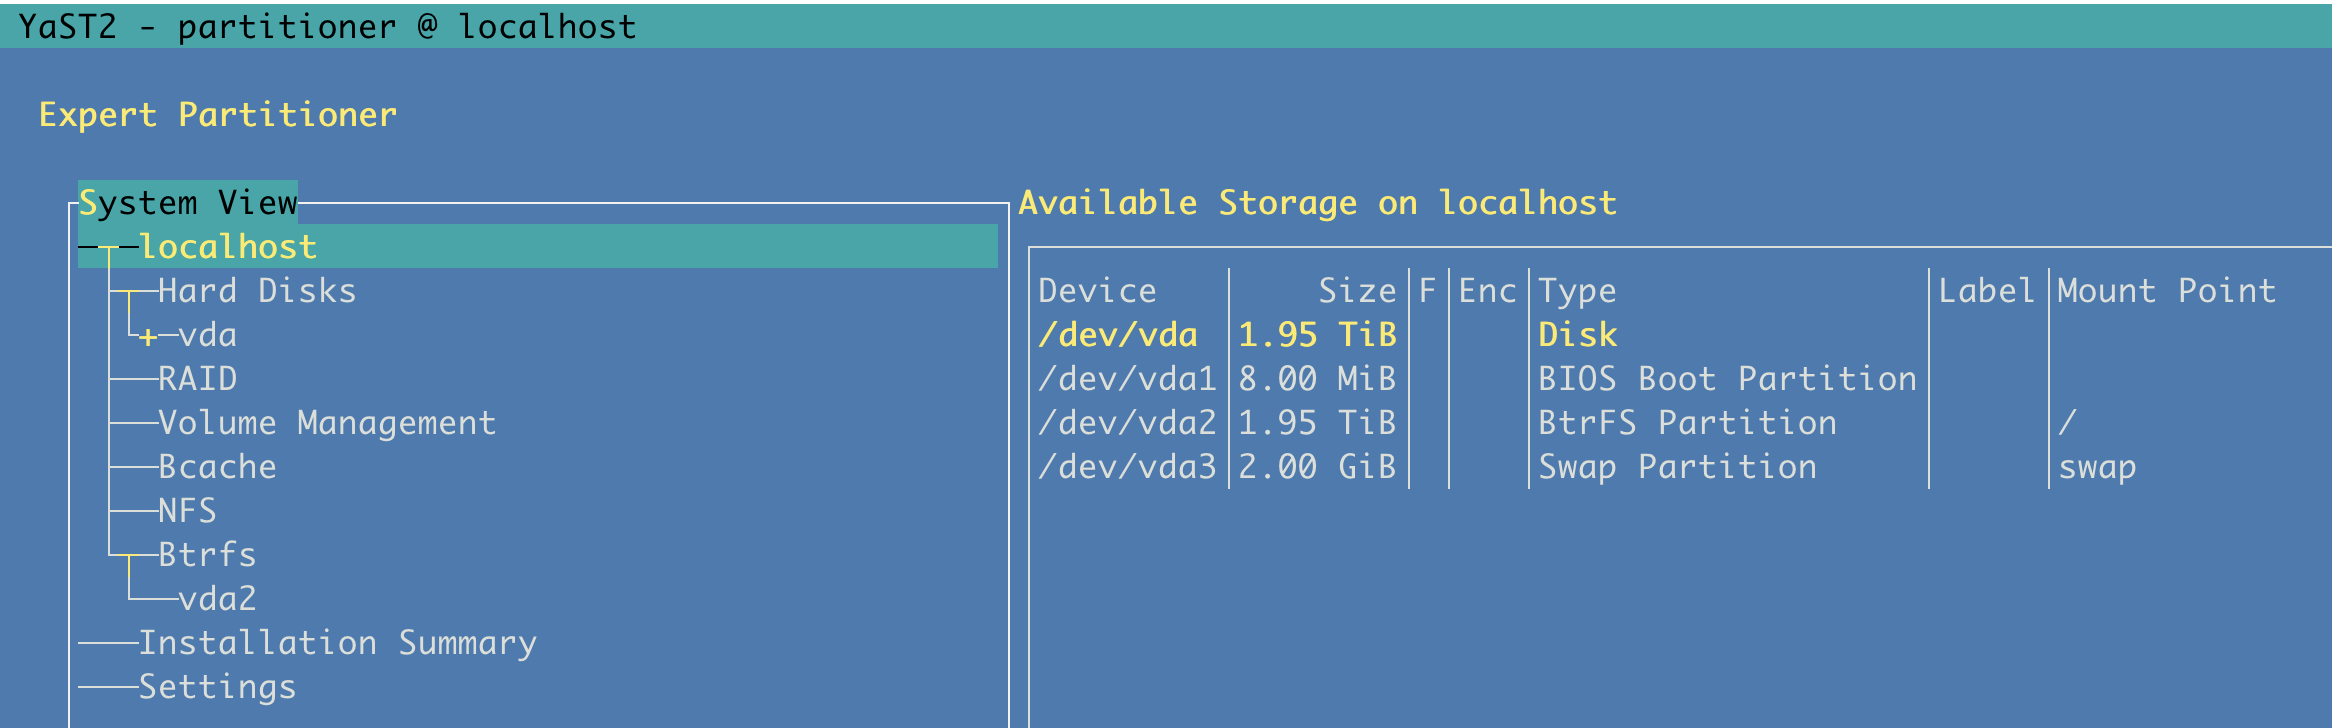 YaST2 - partitioner @ localhost
Expert Partitioner
System View
localhost
Hard Disks
+ vda
RAID
Volume Management
Bcache
NFS
Btrfs
vda2
Installation Summary
Settings
Available Storage on localhost
Device Size F Enc Type Label Mount Point
/dev/vda 1.95 TiB Disk
/dev/vda1 8.00 MiB BIOS Boot Partition
/dev/vda2 1.95 TiB BtrFS Partition /
/dev/vda3 2.00 GiB Swap Partition swap